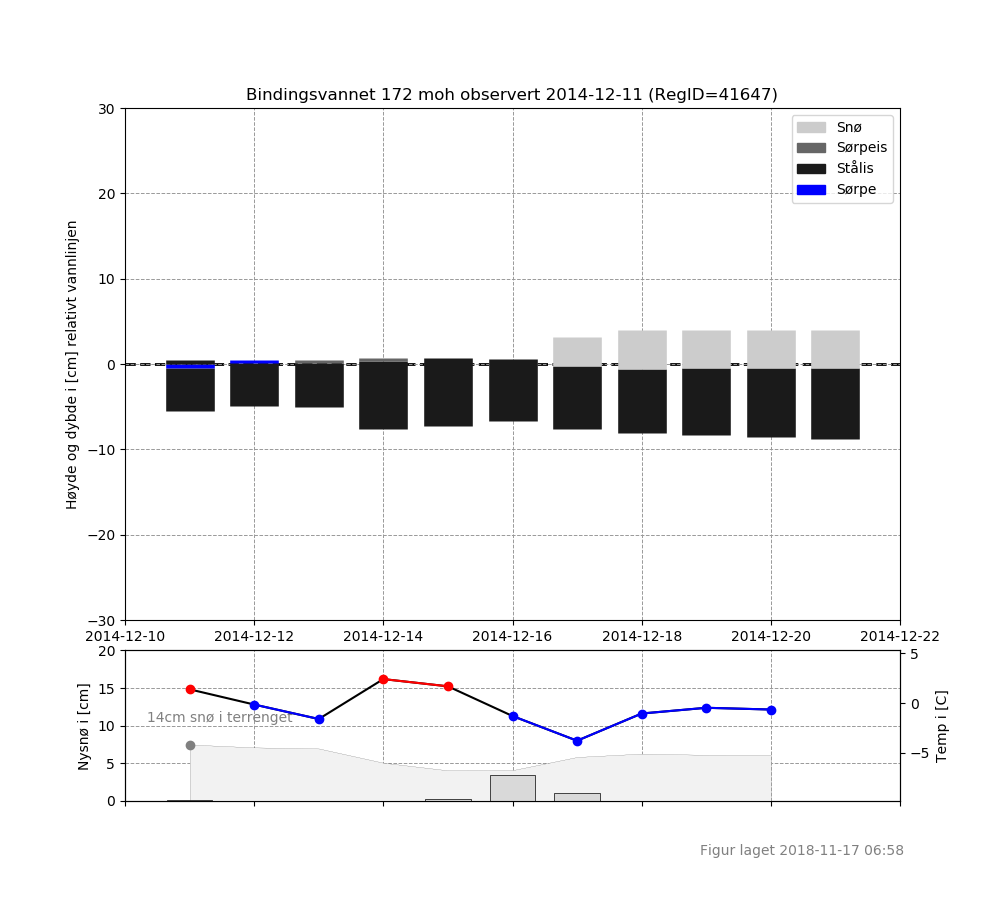 Bindingsvannet 172 moh observert 2014-12-11 (RegID=41647)
30
20
10
0
−10
−20
−30
Høyde og dybde i [cm] relativt vannlinjen
Snø
Sørpeis
Stålis
Sørpe
2014-12-10 2014-12-12 2014-12-14 2014-12-16 2014-12-18 2014-12-20 2014-12-22
20
15
10
5
0
Nysnø i [cm]
14cm snø i terrenget
5
0
−5
Temp i [C]
Figur laget 2018-11-17 06:58